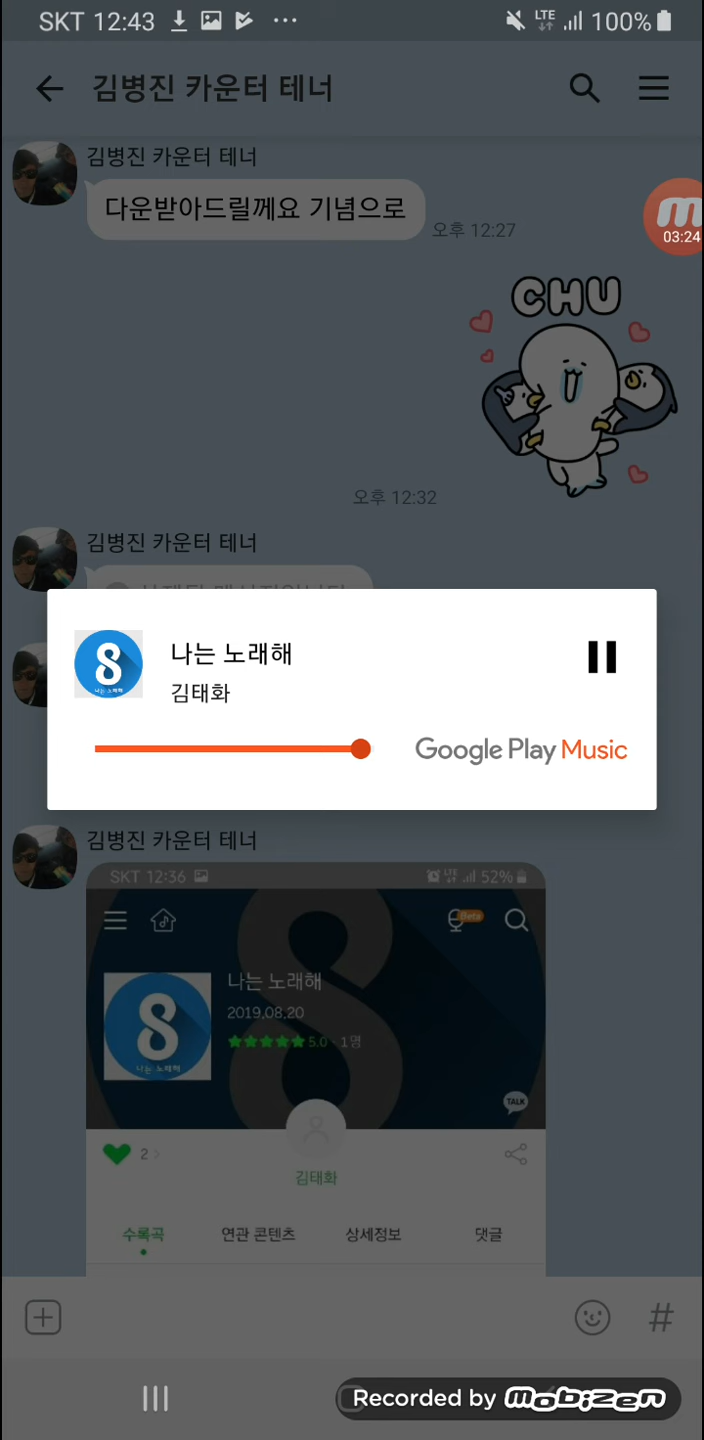 SKT 12:43
LTE
100%
김병진 카운터 테너
김병진 카운터 테너
다운받아드릴께요 기념으로
오후 12:27
03:24
CHU
오후 12:32
김병진 카운터 테너
나는 노래해
김태화
Google Play Music
김병진 카운터 테너
SKT 12:36
LTE
52%
Beta
나는 노래해
2019.08.20
5.0 · 1명
나는 노래해
TALK
2
김태화
수록곡 연관 콘텐츠 상세정보 댓글
#
Recorded by mobizen